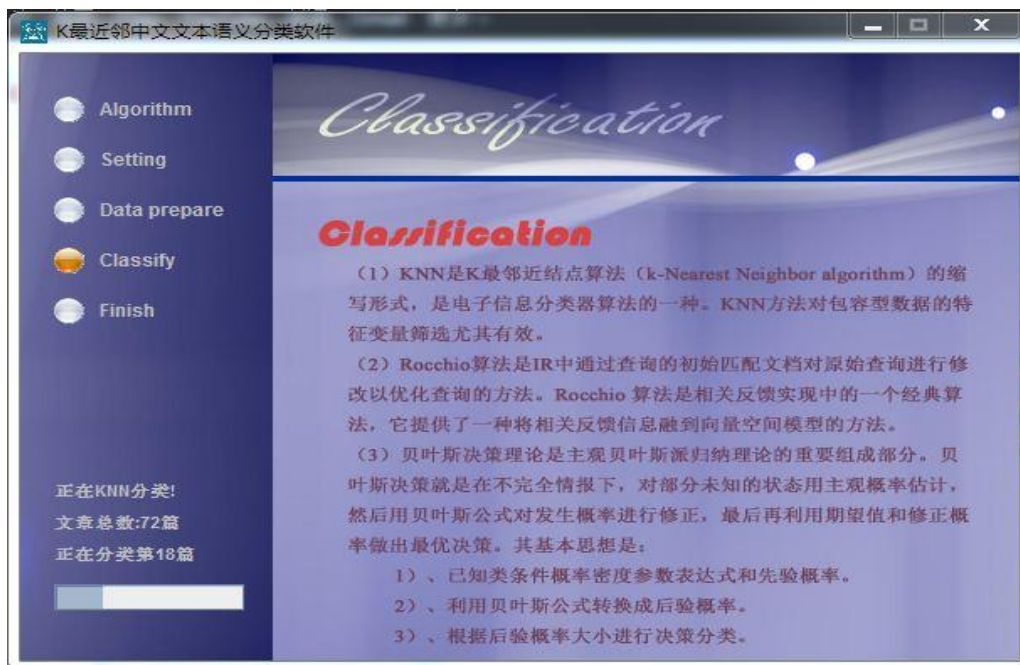 K最近邻中文文本语义分类软件
Algorithm
Setting
Data prepare
Classify
Finish
正在KNN分类!
文章总数:72篇
正在分类第18篇
Classification
Classification
（1）KNN是K最邻近结点算法（k-Nearest Neighbor algorithm）的缩
写形式，是电子信息分类器算法的一种。KNN方法对包容型数据的特
征变量筛选尤其有效。
（2）Rocchio算法是IR中通过查询的初始匹配文档对原始查询进行修
改以优化查询的方法。Rocchio 算法是相关反馈实现中的一个经典算
法，它提供了一种将相关反馈信息融到向量空间模型的方法。
（3）贝叶斯决策理论是主观贝叶斯派归纳理论的重要组成部分。贝
叶斯决策就是在不完全情报下，对部分未知的状态用主观概率估计，
然后用贝叶斯公式对发生概率进行修正，最后再利用期望值和修正概
率做出最优决策。其基本思想是：
1）、已知类条件概率密度参数表达式和先验概率。
2）、利用贝叶斯公式转换成后验概率。
3）、根据后验概率大小进行决策分类。